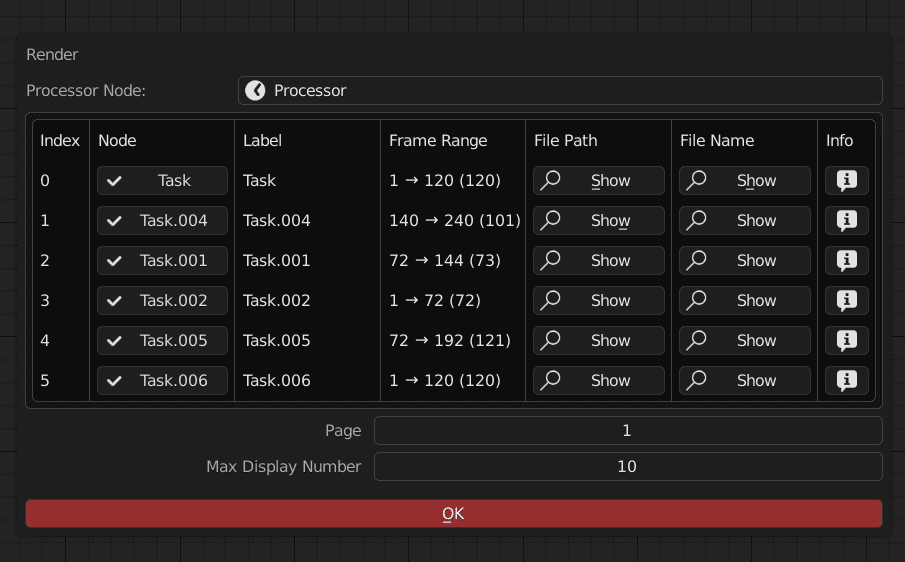 Render
Processor Node: Processor
Index Node Label Frame Range File Path File Name Info
0 Task Task 1 → 120 (120) Show Show
1 Task.004 Task.004 140 → 240 (101) Show Show
2 Task.001 Task.001 72 → 144 (73) Show Show
3 Task.002 Task.002 1 → 72 (72) Show Show
4 Task.005 Task.005 72 → 192 (121) Show Show
5 Task.006 Task.006 1 → 120 (120) Show Show
Page 1
Max Display Number 10
OK